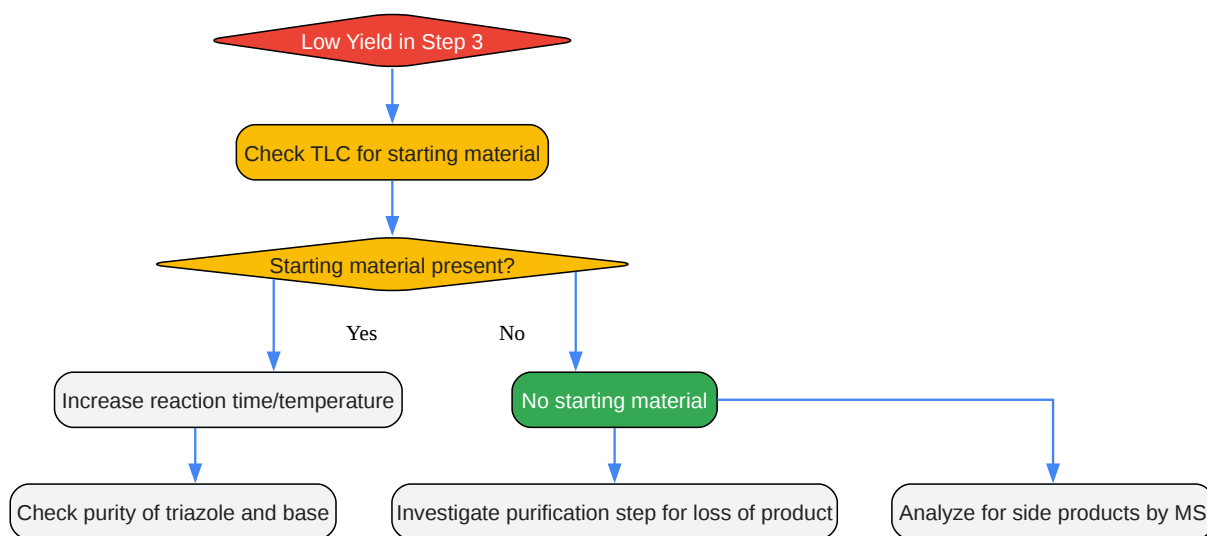 Low Yield in Step 3
Check TLC for starting material
Starting material present?
Yes
No
Increase reaction time/temperature
No starting material
Check purity of triazole and base
Investigate purification step for loss of product
Analyze for side products by MS